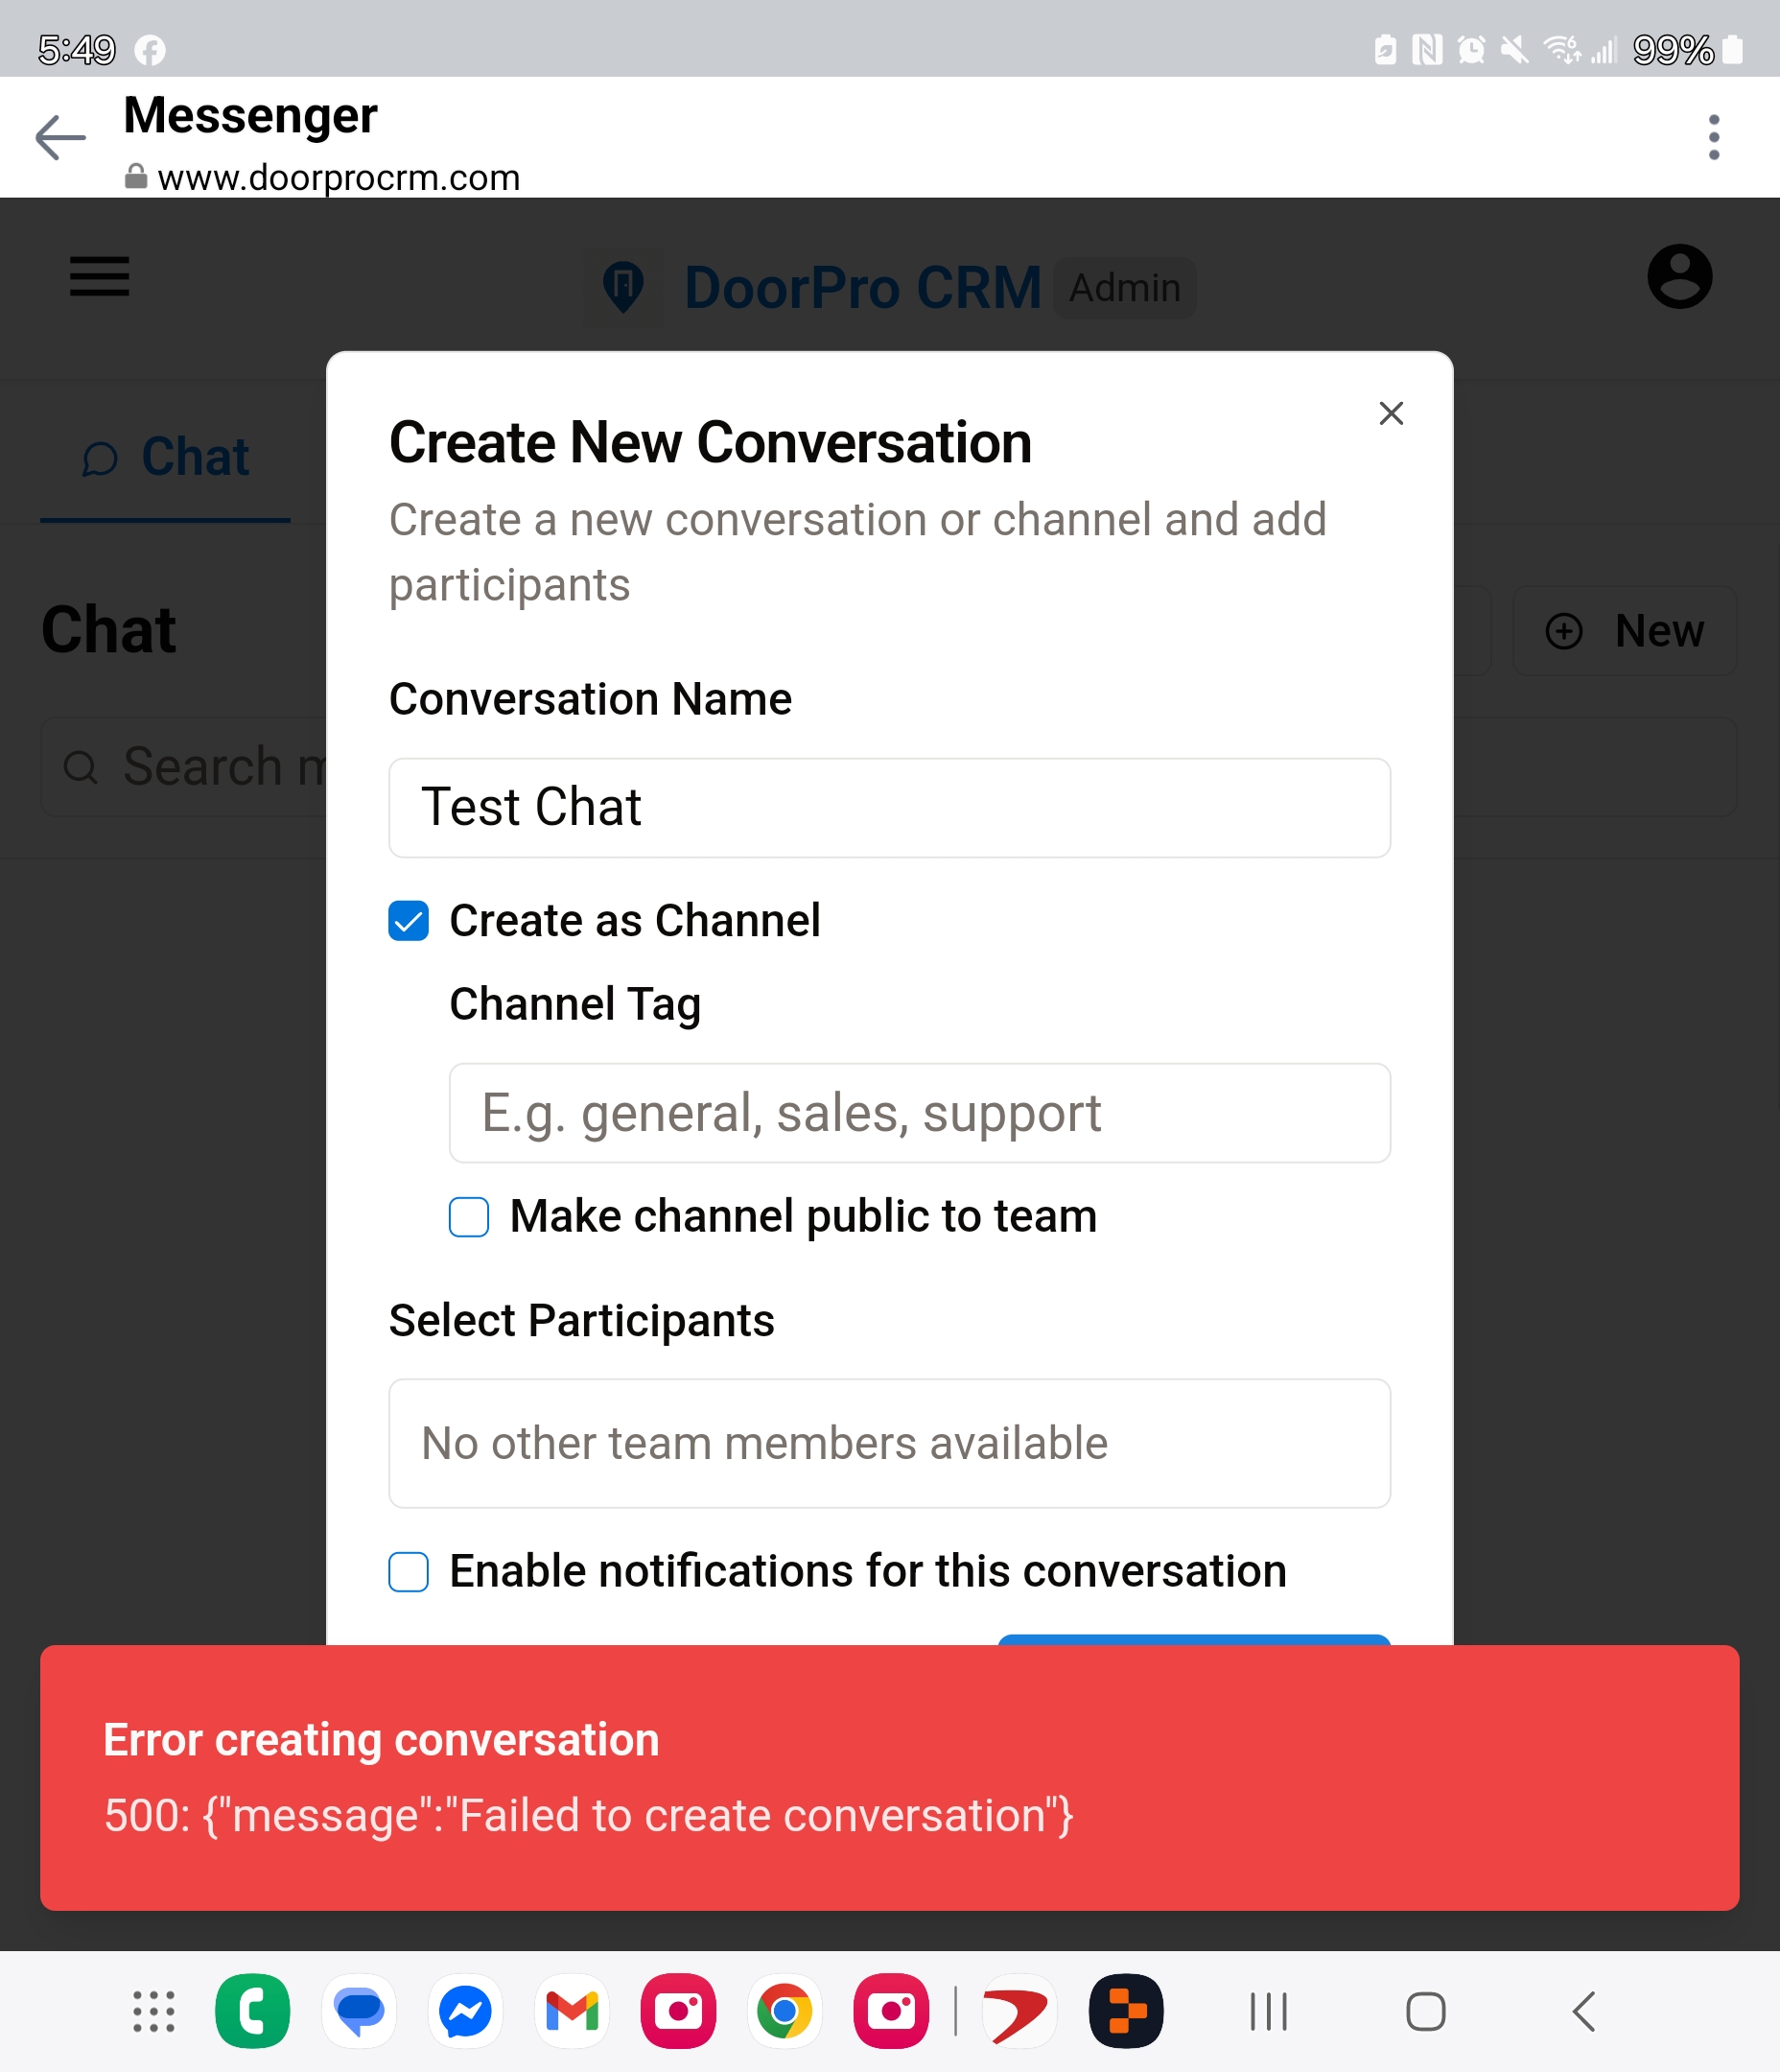 5:49
99%
Messenger
www.doorprocrm.com
DoorPro CRM Admin
Chat
Create New Conversation
Create a new conversation or channel and add
participants
Chat
New
Search m
Conversation Name
Test Chat
Create as Channel
Channel Tag
E.g. general, sales, support
Make channel public to team
Select Participants
No other team members available
Enable notifications for this conversation
Error creating conversation
500: {"message":"Failed to create conversation"}